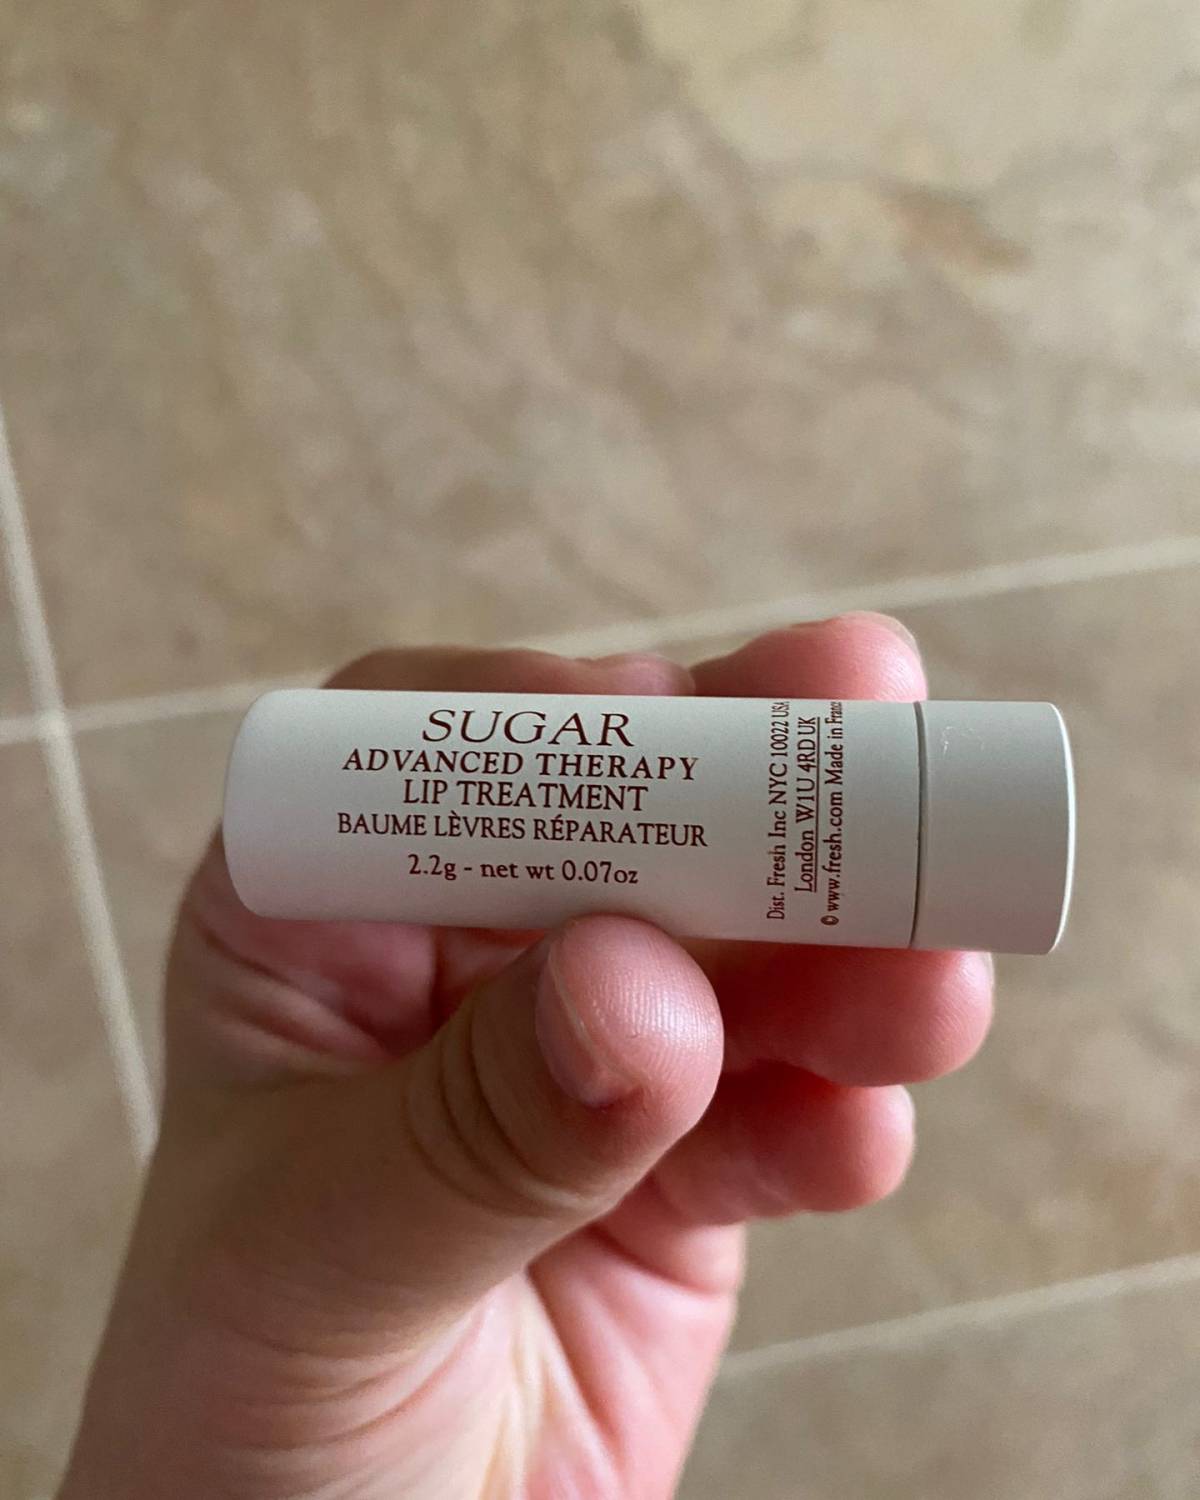 SUGAR
ADVANCED THERAPY
LIP TREATMENT
BAUME LÈVRES RÉPARATEUR
2.2g - net wt 0.07oz
Dist. Fresh Inc NYC 10022 USA
London W1U 4RD UK
© www.fresh.com Made in France